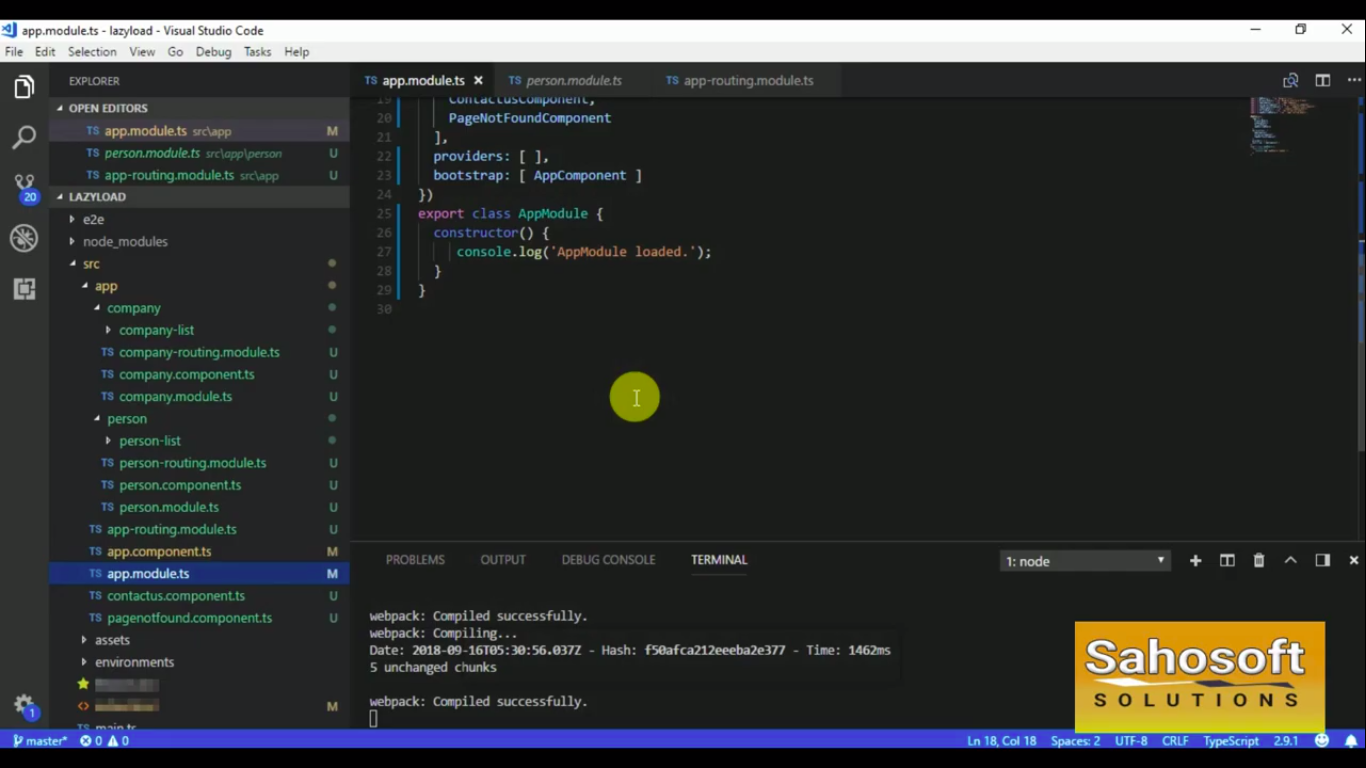 app.module.ts - lazyload - Visual Studio Code
File Edit Selection View Go Debug Tasks Help
EXPLORER
TS app.module.ts × TS person.module.ts TS app-routing.module.ts
OPEN EDITORS
TS app.module.ts src\app M
TS person.module.ts src\app\person U
TS app-routing.module.ts src\app U
LAZYLOAD
e2e
node_modules
src
app
company
company-list
TS company-routing.module.ts U
TS company.component.ts U
TS company.module.ts U
person
person-list
TS person-routing.module.ts U
TS person.component.ts U
TS person.module.ts U
TS app-routing.module.ts U
TS app.component.ts M
TS app.module.ts M
TS contactus.component.ts U
TS pagenotfound.component.ts U
assets
environments
M
TS main.ts
20
1
19 ContactusComponent,
20 PageNotFoundComponent
21 ],
22 providers: [ ],
23 bootstrap: [ AppComponent ]
24 })
25 export class AppModule {
26 constructor() {
27 console.log('AppModule loaded.');
28 }
29 }
30
PROBLEMS OUTPUT DEBUG CONSOLE TERMINAL 1: node
webpack: Compiled successfully.
webpack: Compiling...
Date: 2018-09-16T05:30:56.037Z - Hash: f50afca212eeeba2e377 - Time: 1462ms
5 unchanged chunks
webpack: Compiled successfully.
Sahosoft
SOLUTIONS
master* 0 0 Ln 18, Col 18 Spaces: 2 UTF-8 CRLF TypeScript 2.9.1